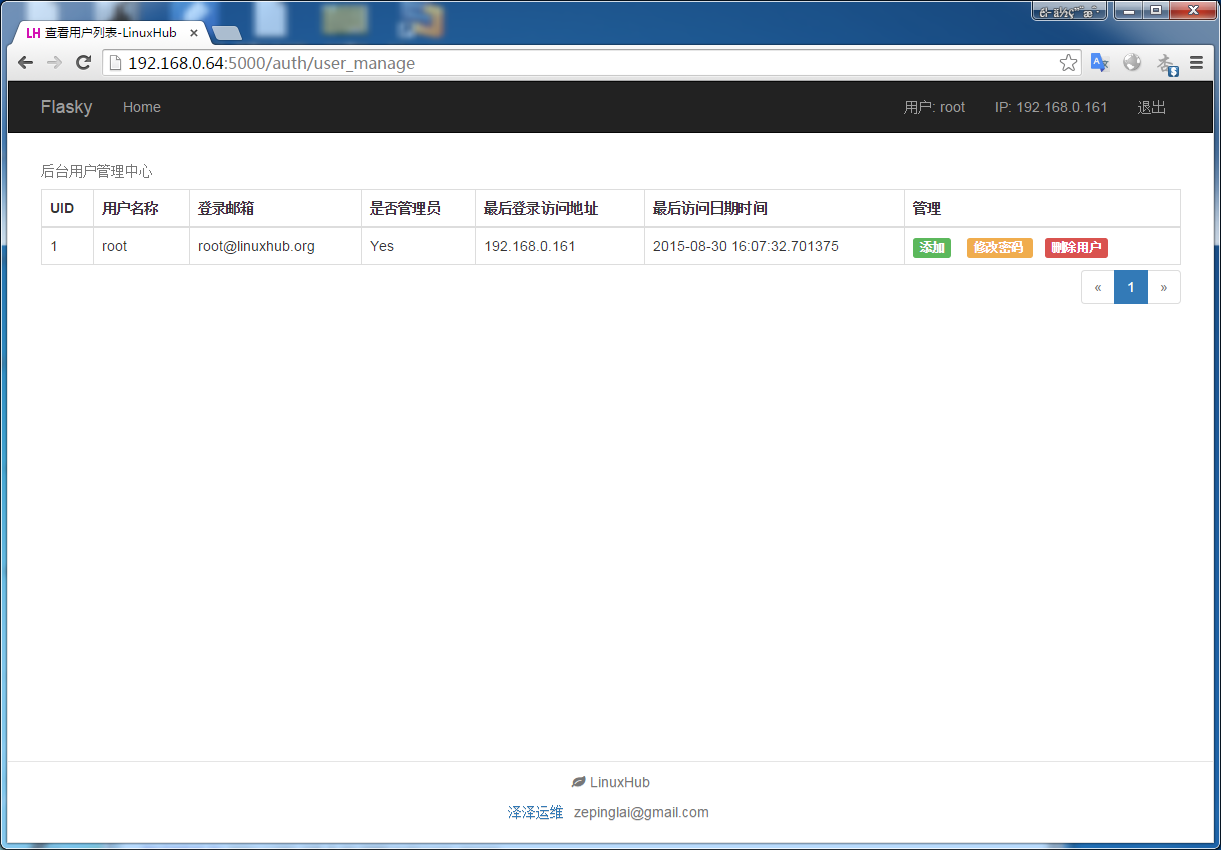 LH 查看用户列表-LinuxHub
192.168.0.64:5000/auth/user_manage
Flasky Home 用户: root IP: 192.168.0.161 退出
后台用户管理中心
UID 用户名称 登录邮箱 是否管理员 最后登录访问地址 最后访问日期时间 管理
1 root root@linuxhub.org Yes 192.168.0.161 2015-08-30 16:07:32.701375 添加 修改密码 删除用户
« 1 »
LinuxHub
泽泽运维 zepinglai@gmail.com